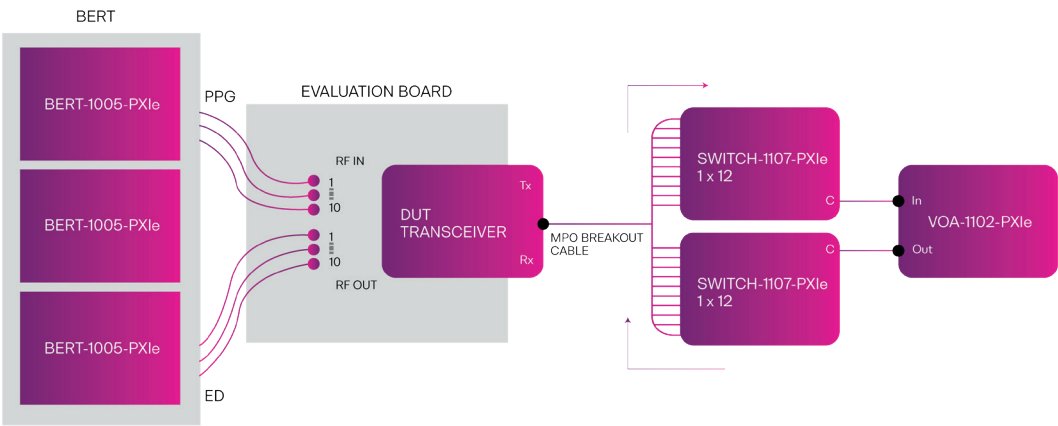 BERT
BERT-1005-PXIe
BERT-1005-PXIe
BERT-1005-PXIe
PPG
ED
EVALUATION BOARD
RF IN
1
10
1
10
RF OUT
DUT
TRANSCEIVER
Tx
Rx
MPO BREAKOUT
CABLE
SWITCH-1107-PXIe
1 x 12
C
SWITCH-1107-PXIe
1 x 12
C
In
VOA-1102-PXIe
Out